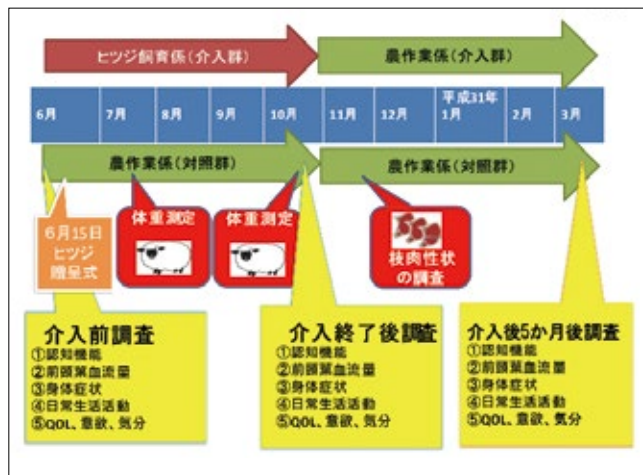 ヒツジ飼育係(介入群)
農作業係(介入群)
6月
7月
8月
9月
10月
11月
12月
平成31年
1月
2月
3月
農作業係(対照群)
農作業係(対照群)
6月15日
ヒツジ
贈呈式
体重測定
体重測定
枝肉性状
の調査
介入前調査
①認知機能
②前頭葉血流量
③身体症状
④日常生活活動
⑤QOL、意欲、気分
介入終了後調査
①認知機能
②前頭葉血流量
③身体症状
④日常生活活動
⑤QOL、意欲、気分
介入後5か月後調査
①認知機能
②前頭葉血流量
③身体症状
④日常生活活動
⑤QOL、意欲、気分